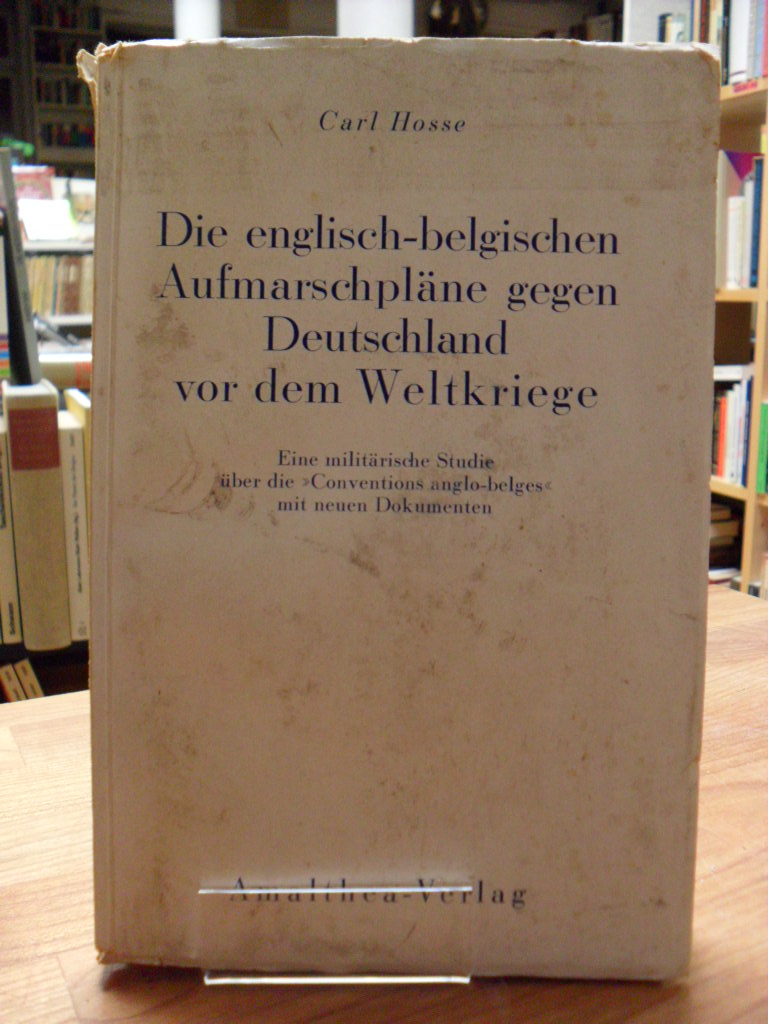 Carl Hosse
Die englisch-belgischen
Aufmarschpläne gegen
Deutschland
vor dem Weltkriege
Eine militärische Studie
über die »Conventions anglo-belges«
mit neuen Dokumenten
Amalthea-Verlag